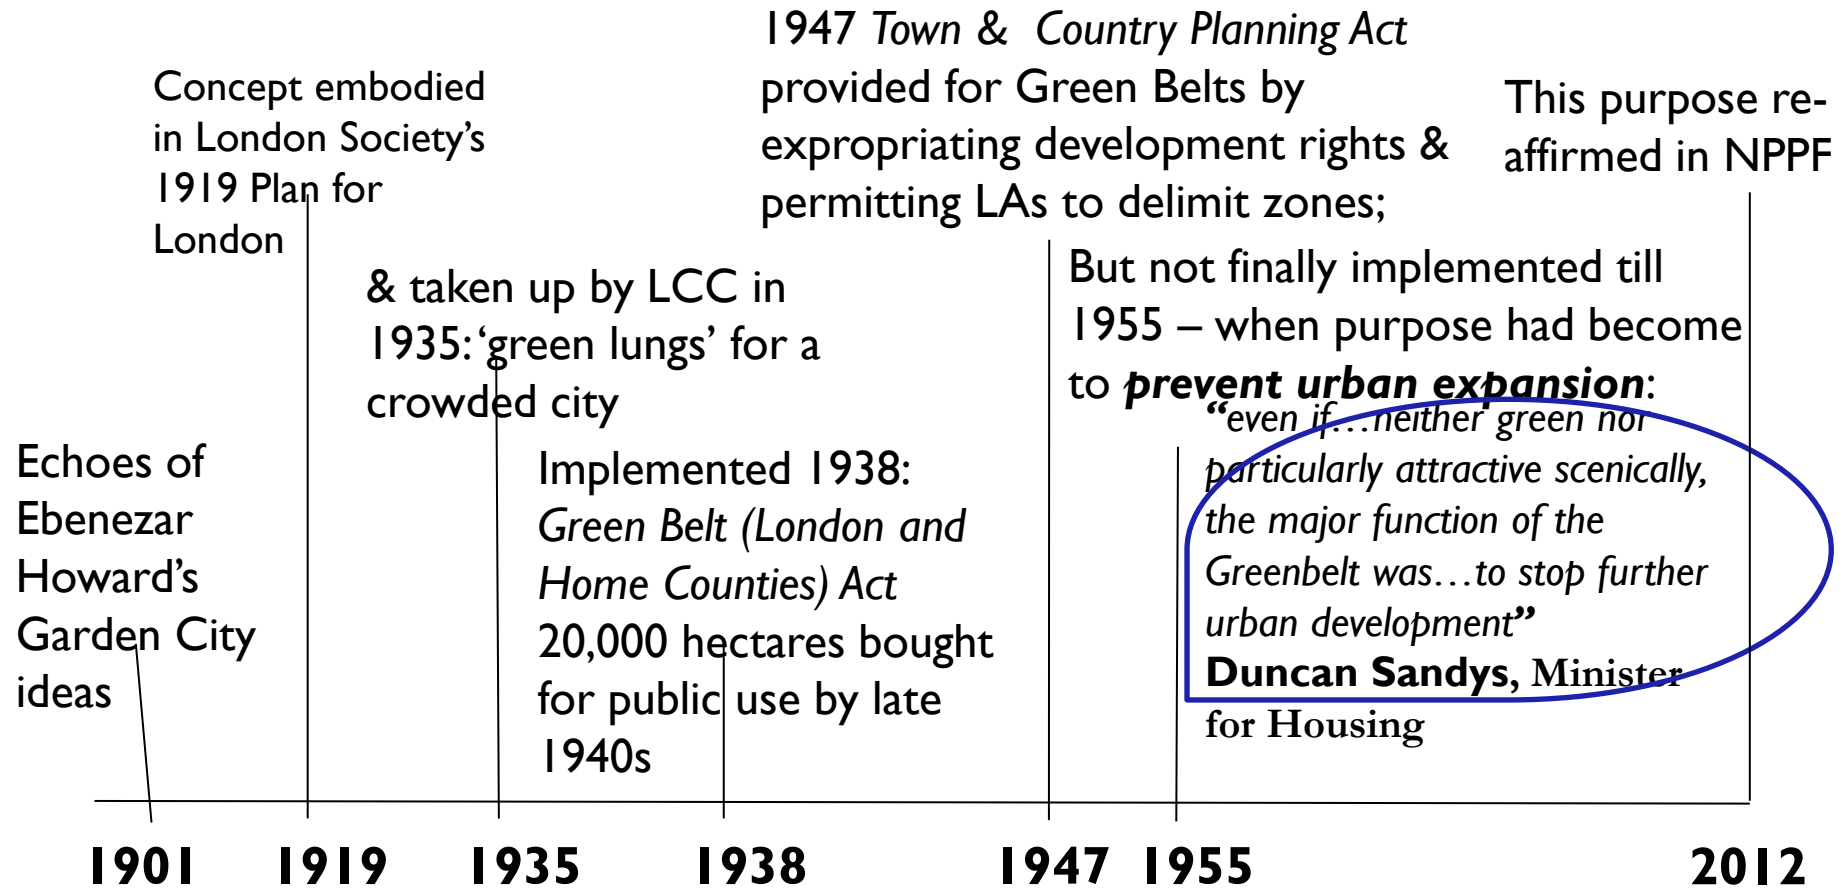 Echoes of
Ebenezar
Howard's
Garden City
ideas
Concept embodied
in London Society's
1919 Plan for
London
& taken up by LCC in
1935: ‘green lungs’ for a
crowded city
Implemented 1938:
Green Belt (London and
Home Counties) Act
20,000 hectares bought
for public use by late
1940s
1947 Town & Country Planning Act
provided for Green Belts by
expropriating development rights &
permitting LAs to delimit zones;
But not finally implemented till
1955 – when purpose had become
to prevent urban expansion:
“even if…neither green nor
particularly attractive scenically,
the major function of the
Greenbelt was…to stop further
urban development”
Duncan Sandys, Minister
for Housing
This purpose re-
affirmed in NPPF
1901 1919 1935 1938 1947 1955 2012